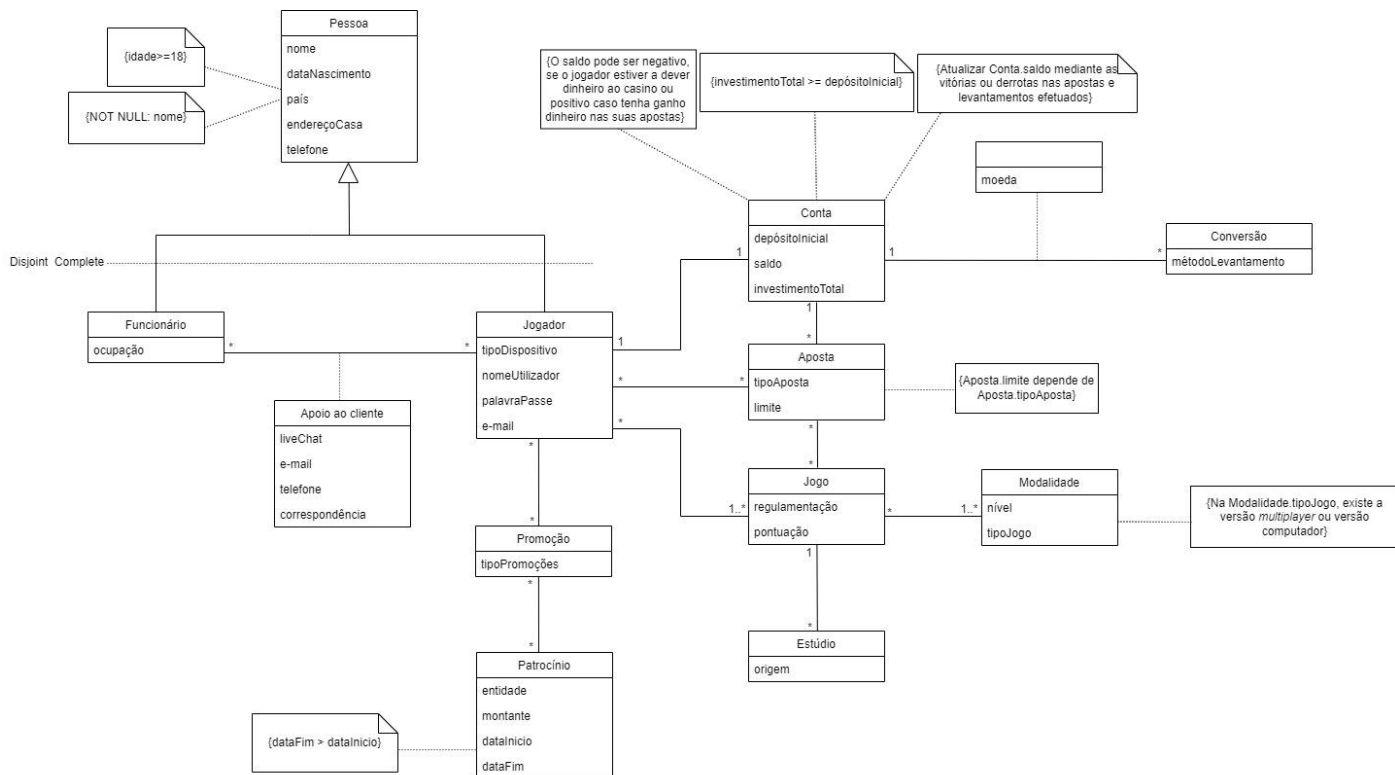 Pessoa
nome
dataNascimento
país
endereçoCasa
telefone
{idade>=18}
{NOT NULL: nome}
{O saldo pode ser negativo,
se o jogador estiver a dever
dinheiro ao casino ou
positivo caso tenha ganho
dinheiro nas suas apostas}
{investimentoTotal >= depósitoInicial}
{Atualizar Conta.saldo mediante as
vitórias ou derrotas nas apostas e
levantamentos efetuados}
moeda
Conta
depósitoInicial
saldo
investimentoTotal
1
1
*
Conversão
métodoLevantamento
Disjoint Complete
Funcionário
ocupação
*
*
Jogador
tipoDispositivo
nomeUtilizador
palavraPasse
e-mail
1
*
*
*
1
*
*
Aposta
tipoAposta
limite
{Aposta.limite depende de
Aposta.tipoAposta}
Apoio ao cliente
liveChat
e-mail
telefone
correspondência
*
*
1..*
Jogo
regulamentação
pontuação
*
1..*
Modalidade
nível
tipoJogo
{Na Modalidade.tipoJogo, existe a
versão multiplayer ou versão
computador}
*
Promoção
tipoPromoções
*
1
*
Estúdio
origem
*
Patrocínio
entidade
montante
dataInicio
dataFim
{dataFim > dataInicio}